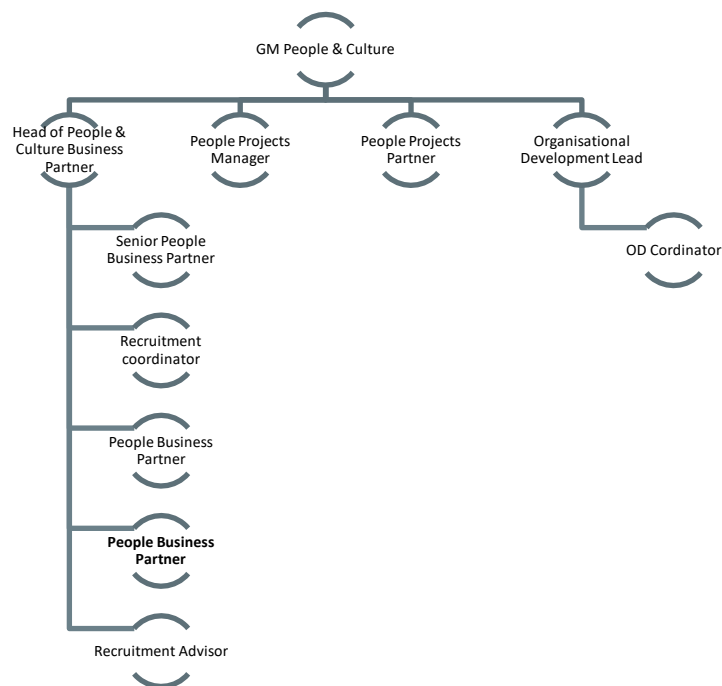 GM People & Culture
Head of People &
Culture Business
Partner
People Projects
Manager
People Projects
Partner
Organisational
Development Lead
Senior People
Business Partner
OD Cordinator
Recruitment
coordinator
People Business
Partner
People Business
Partner
Recruitment Advisor